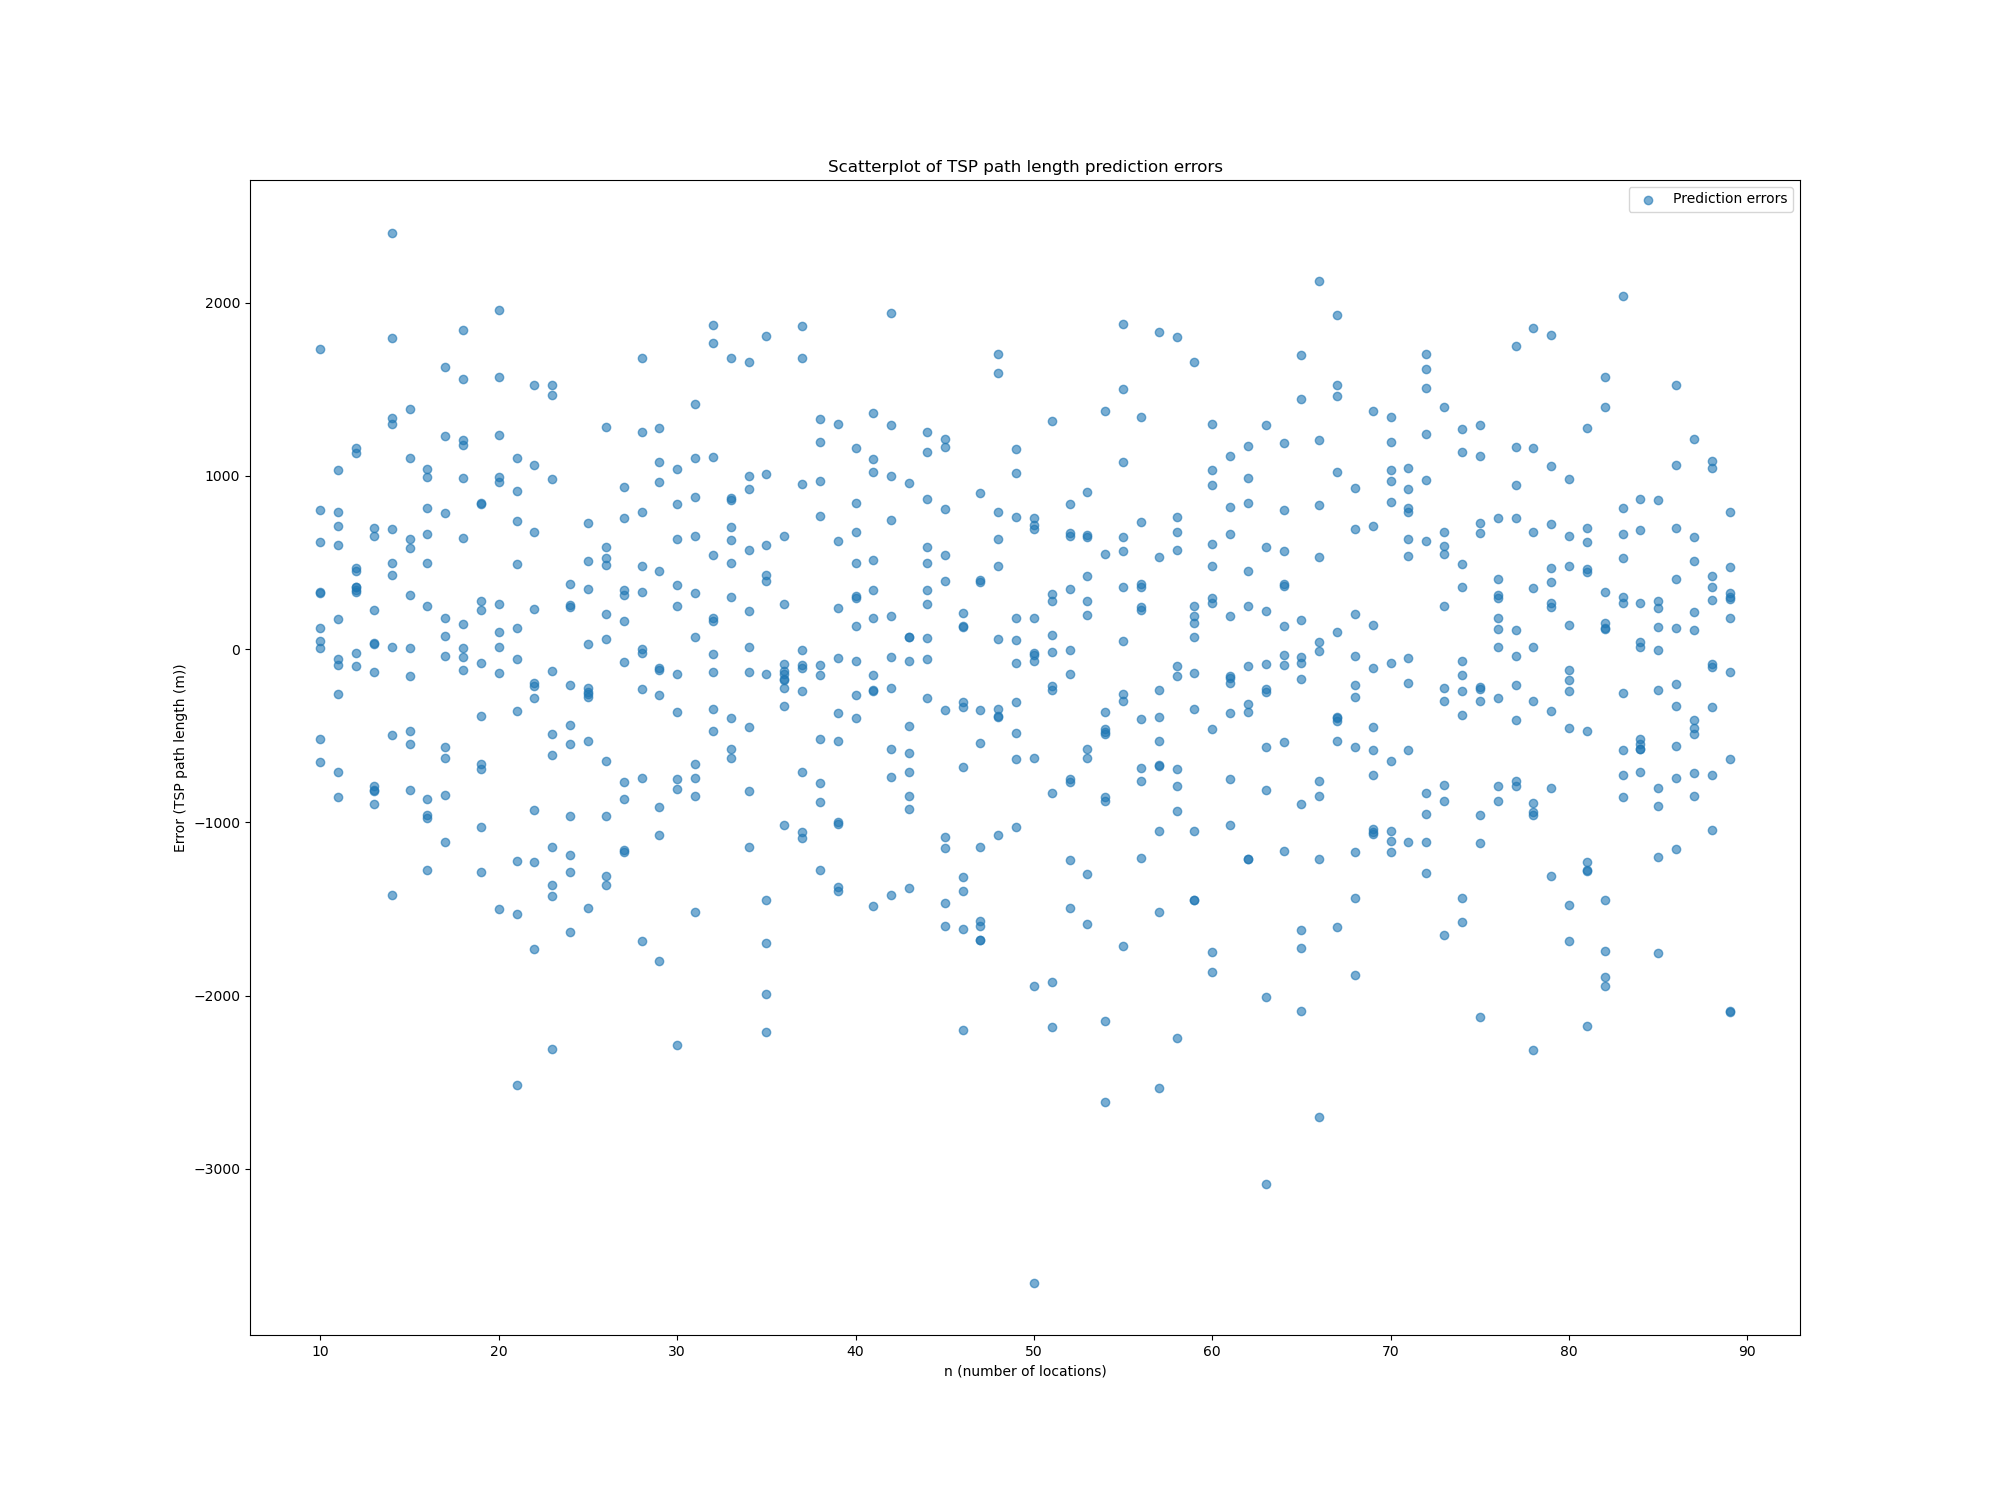 Scatterplot of TSP path length prediction errors
Prediction errors
2000
1000
0
−1000
−2000
−3000
Error (TSP path length (m))
10 20 30 40 50 60 70 80 90
n (number of locations)